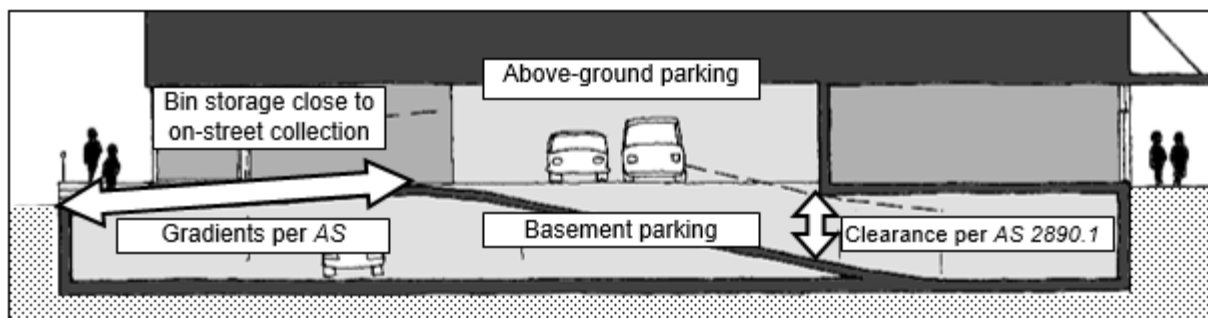 Above-ground parking
Bin storage close to
on-street collection
Gradients per AS
Basement parking
Clearance per AS 2890.1